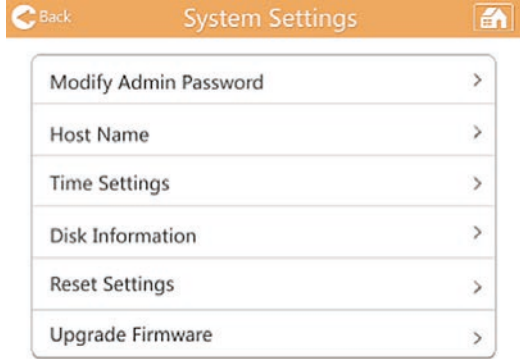 Back System Settings
Modify Admin Password
Host Name
Time Settings
Disk Information
Reset Settings
Upgrade Firmware